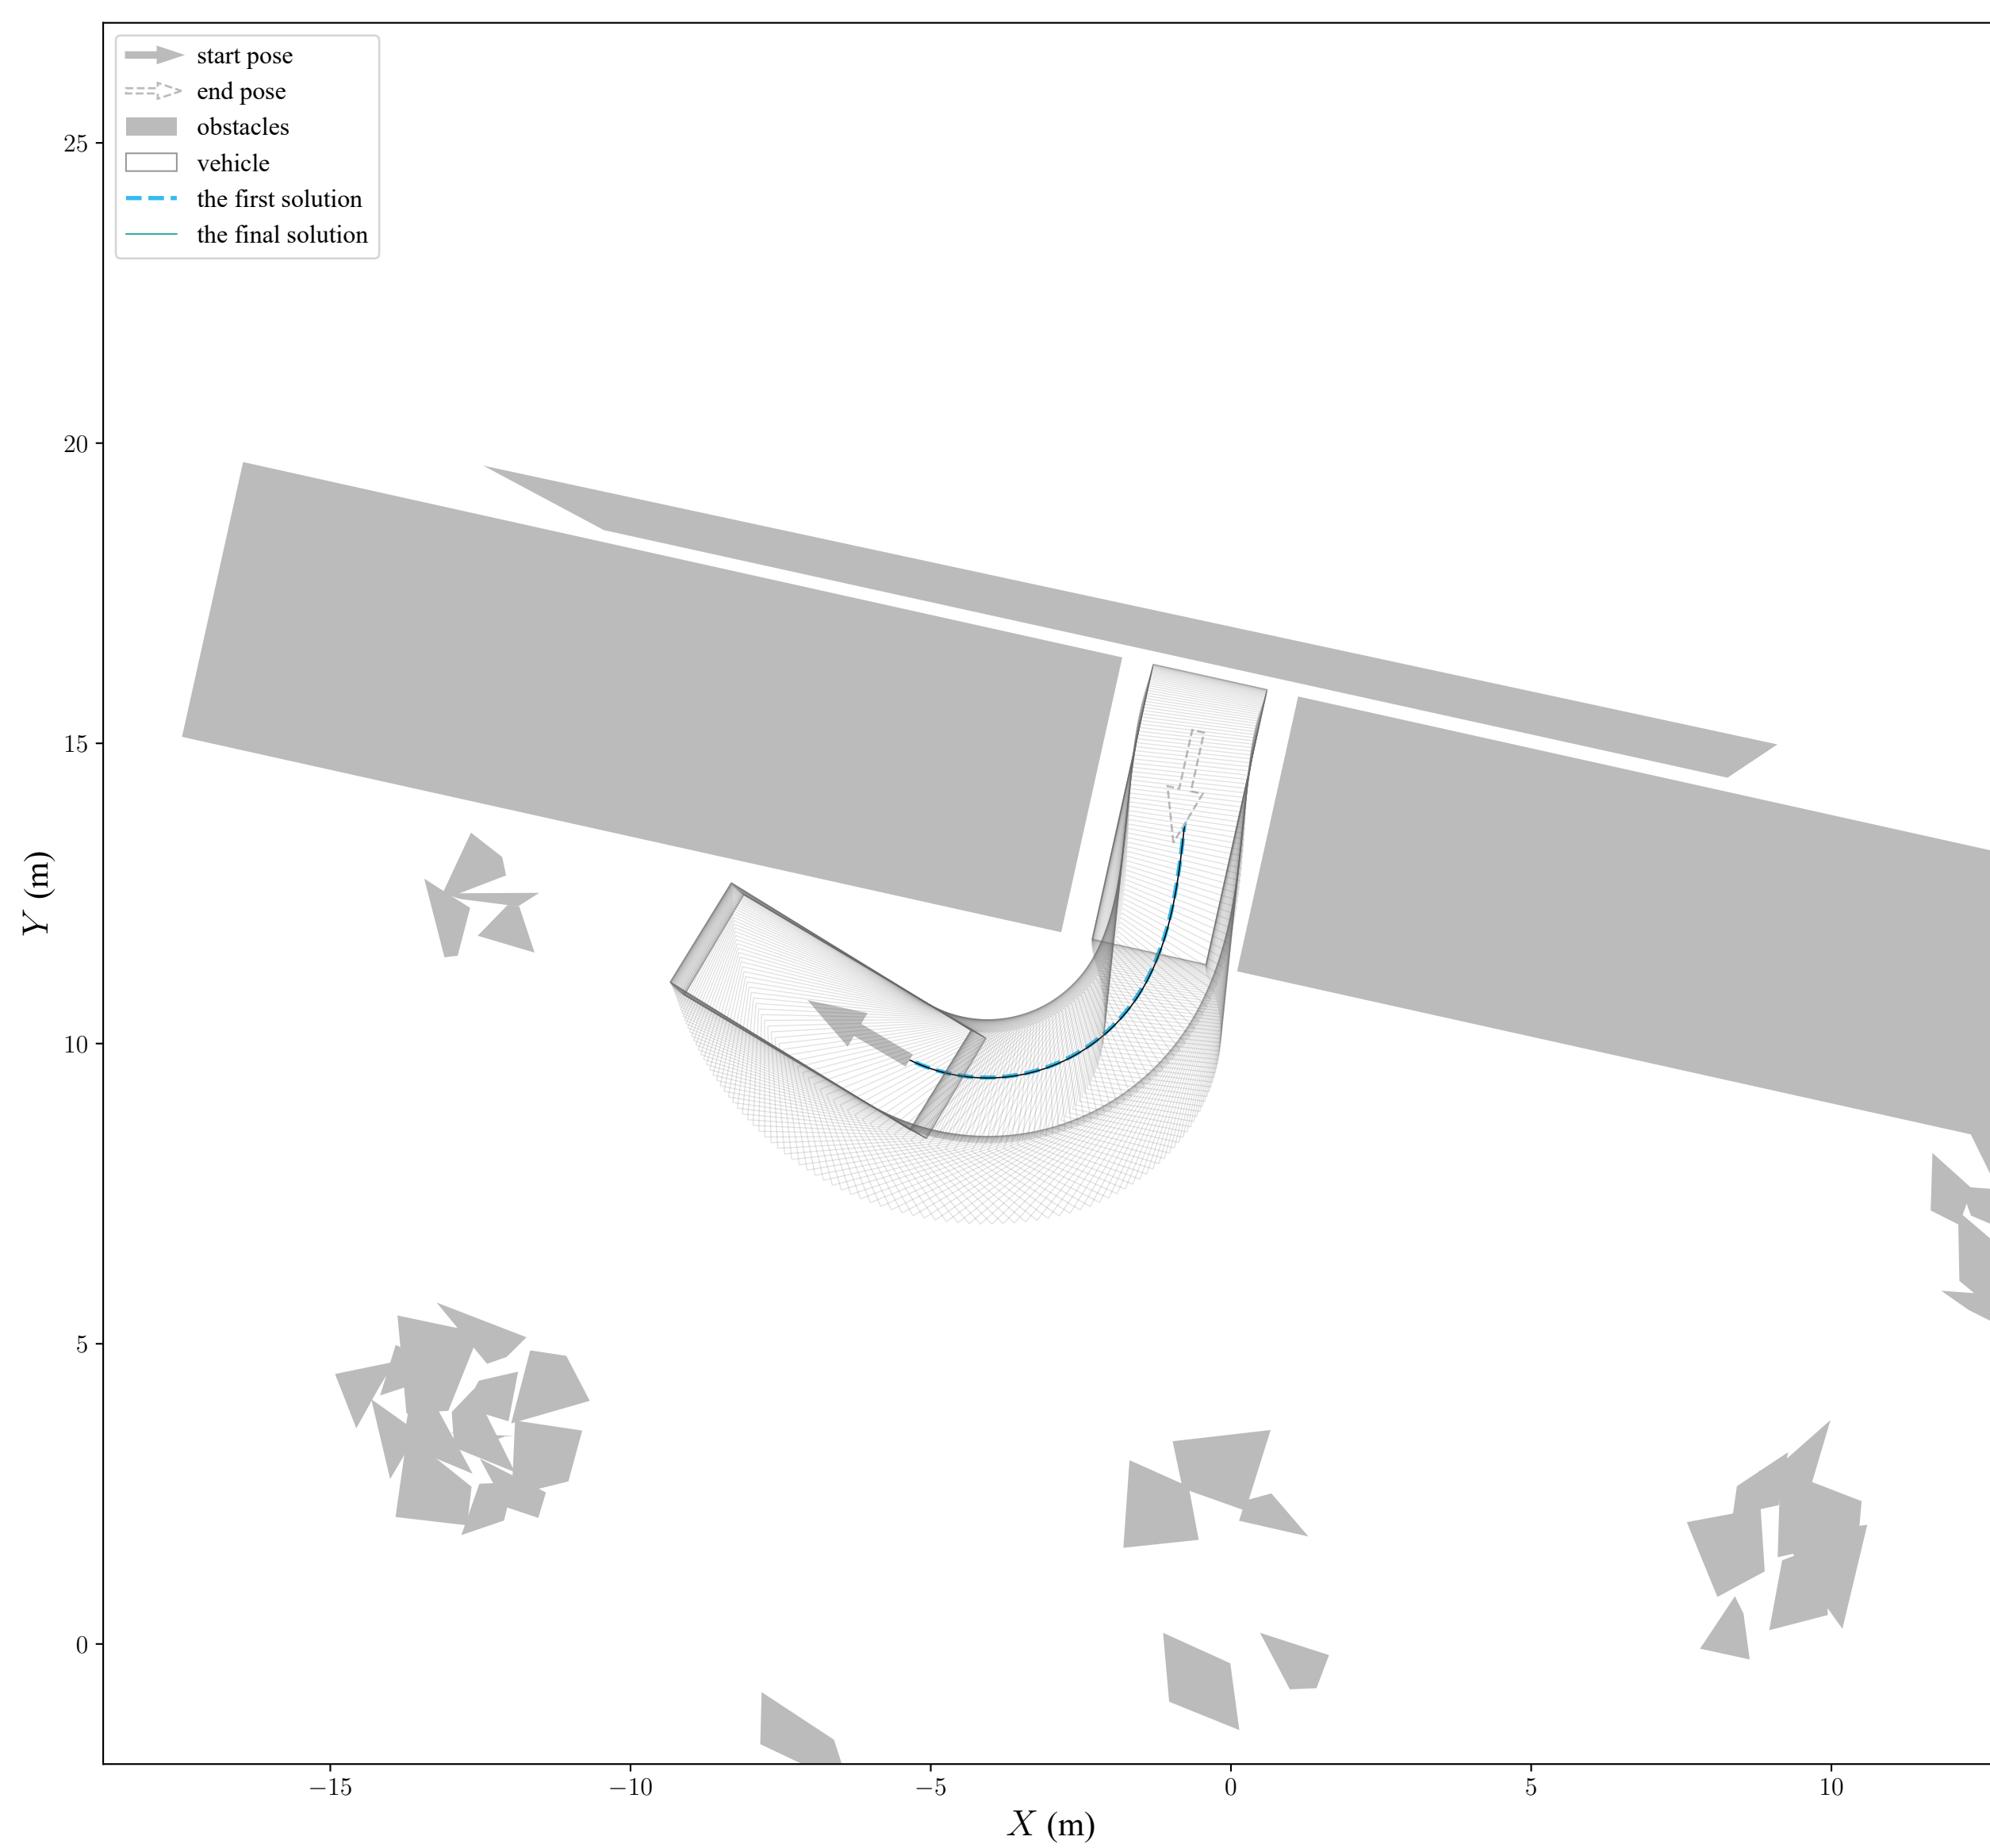 start pose
end pose
obstacles
vehicle
the first solution
the final solution
25
20
15
10
5
0
Y (m)
−15
−10
−5
0
5
10
X (m)